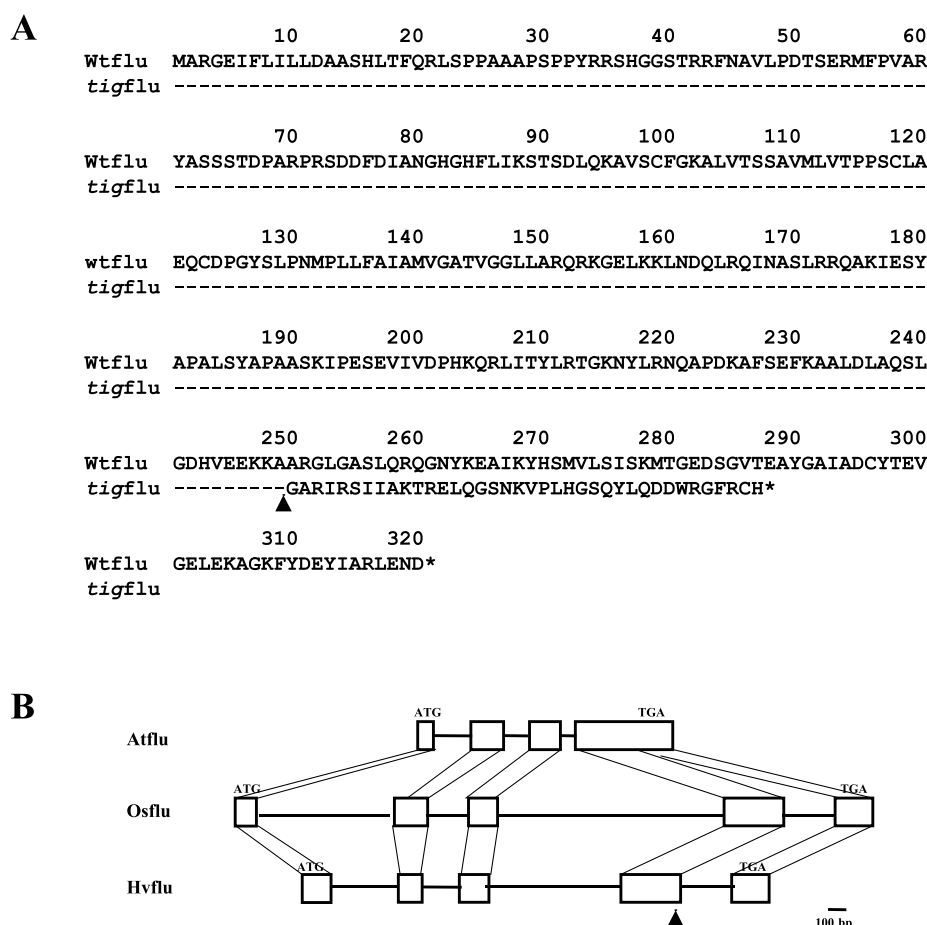 A
10 20 30 40 50 60
Wtflu MARGEIFLILLDAASHLTFQRLSPPAAAPSPPYRRSHGGSTRRFNAVLPDTSERMFPVAR
tigflu ------------------------------------------------------------
70 80 90 100 110 120
Wtflu YASSSTDPARPRSDDFDIANGHGHFLIKSTSDLQKAVSCFGKALVTSSAVMLVTPPSCLA
tigflu ------------------------------------------------------------
130 140 150 160 170 180
wtflu EQCDPGYSLPNMPLLFAIAMVGATVGGLLARQRKGELKKLNDQLRQINASLRRQAKIESY
tigflu ------------------------------------------------------------
190 200 210 220 230 240
Wtflu APALSYAPAASKIPESEVIVDPHKQRLITYLRTGKNYLRNQAPDKAFSEFKAALDLAQSL
tigflu ------------------------------------------------------------
250 260 270 280 290 300
Wtflu GDHVEEKKAARGLGASLQRQGNYKEAIKYHSMVLSISKMTGEDSGVTEAYGAIADCYTEV
tigflu ---------GARIRSIIAKTRELQGSNKVPLHGSQYLQDDWRGFRCH*
310 320
Wtflu GELEKAGKFYDEYIARLEND*
tigflu
B
ATG TGA
Atflu
ATG TGA
Osflu
ATG TGA
Hvflu
100 bp